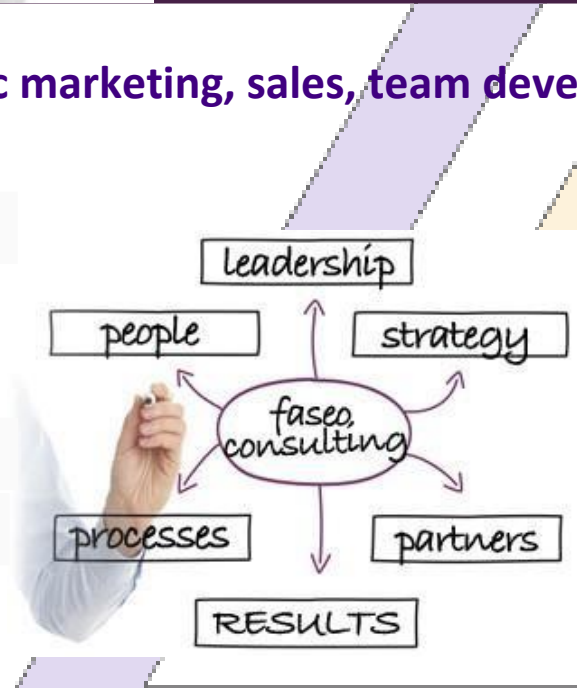 c marketing, sales, team deve
leadership
people
strategy
faseo,
consulting
processes
partners
RESULTS